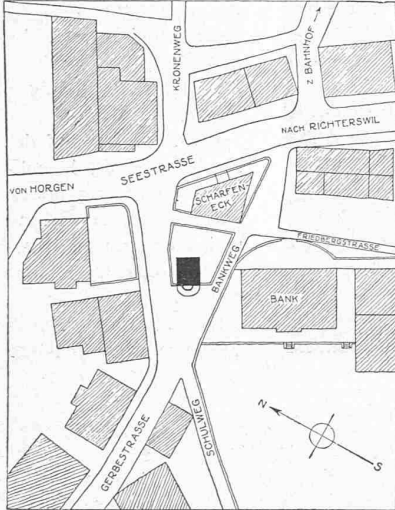 KRONENWEG
Z. BAHNHOF
NACH RICHTERSWIL
SEESTRASSE
VON HORGEN
SCHARFEN-
ECK
FRIEDBERGSTRASSE
BANKWEG
BANK
SCHULWEG
GERBESTRASSE
N
S